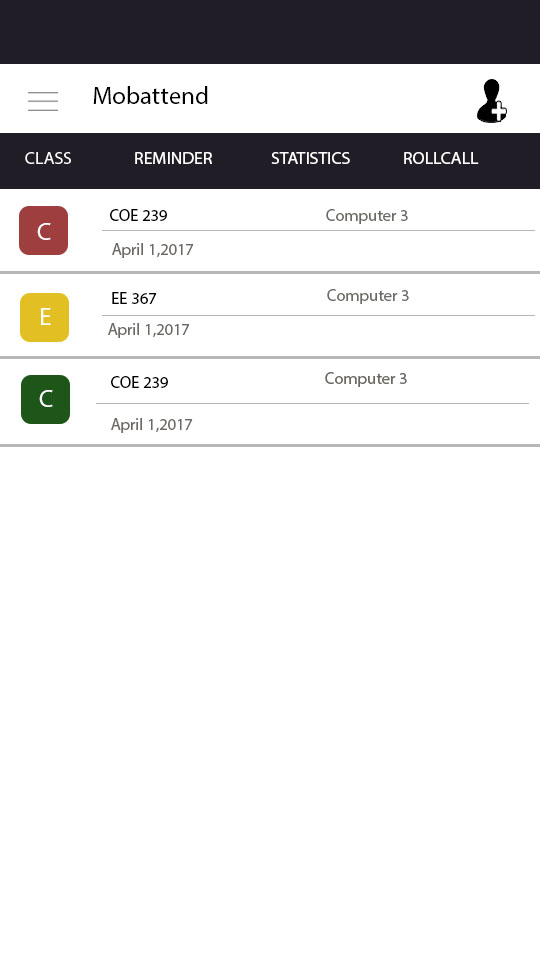 Mobattend
CLASS REMINDER STATISTICS ROLLCALL
C COE 239 Computer 3
April 1,2017
E EE 367 Computer 3
April 1,2017
C COE 239 Computer 3
April 1,2017